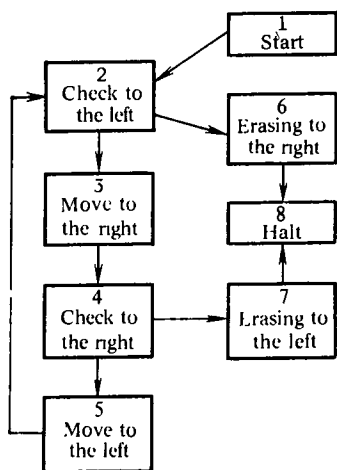 1
Start
2
Check to
the left
6
Erasing to
the right
3
Move to
the right
8
Halt
4
Check to
the right
7
Erasing to
the left
5
Move to
the left